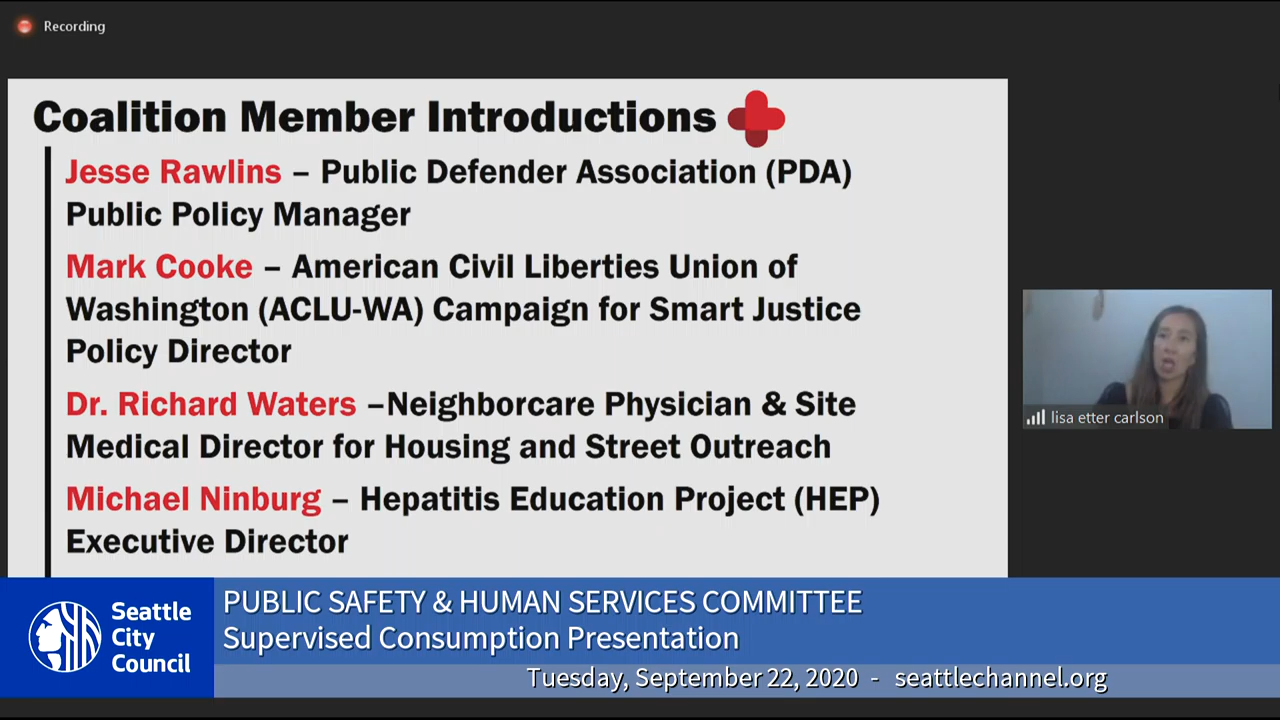 Recording
Coalition Member Introductions
Jesse Rawlins – Public Defender Association (PDA)
Public Policy Manager
Mark Cooke – American Civil Liberties Union of
Washington (ACLU-WA) Campaign for Smart Justice
Policy Director
Dr. Richard Waters –Neighborcare Physician & Site
Medical Director for Housing and Street Outreach
Michael Ninburg – Hepatitis Education Project (HEP)
Executive Director
lisa etter carlson
Seattle
City
Council
PUBLIC SAFETY & HUMAN SERVICES COMMITTEE
Supervised Consumption Presentation
Tuesday, September 22, 2020 - seattlechannel.org